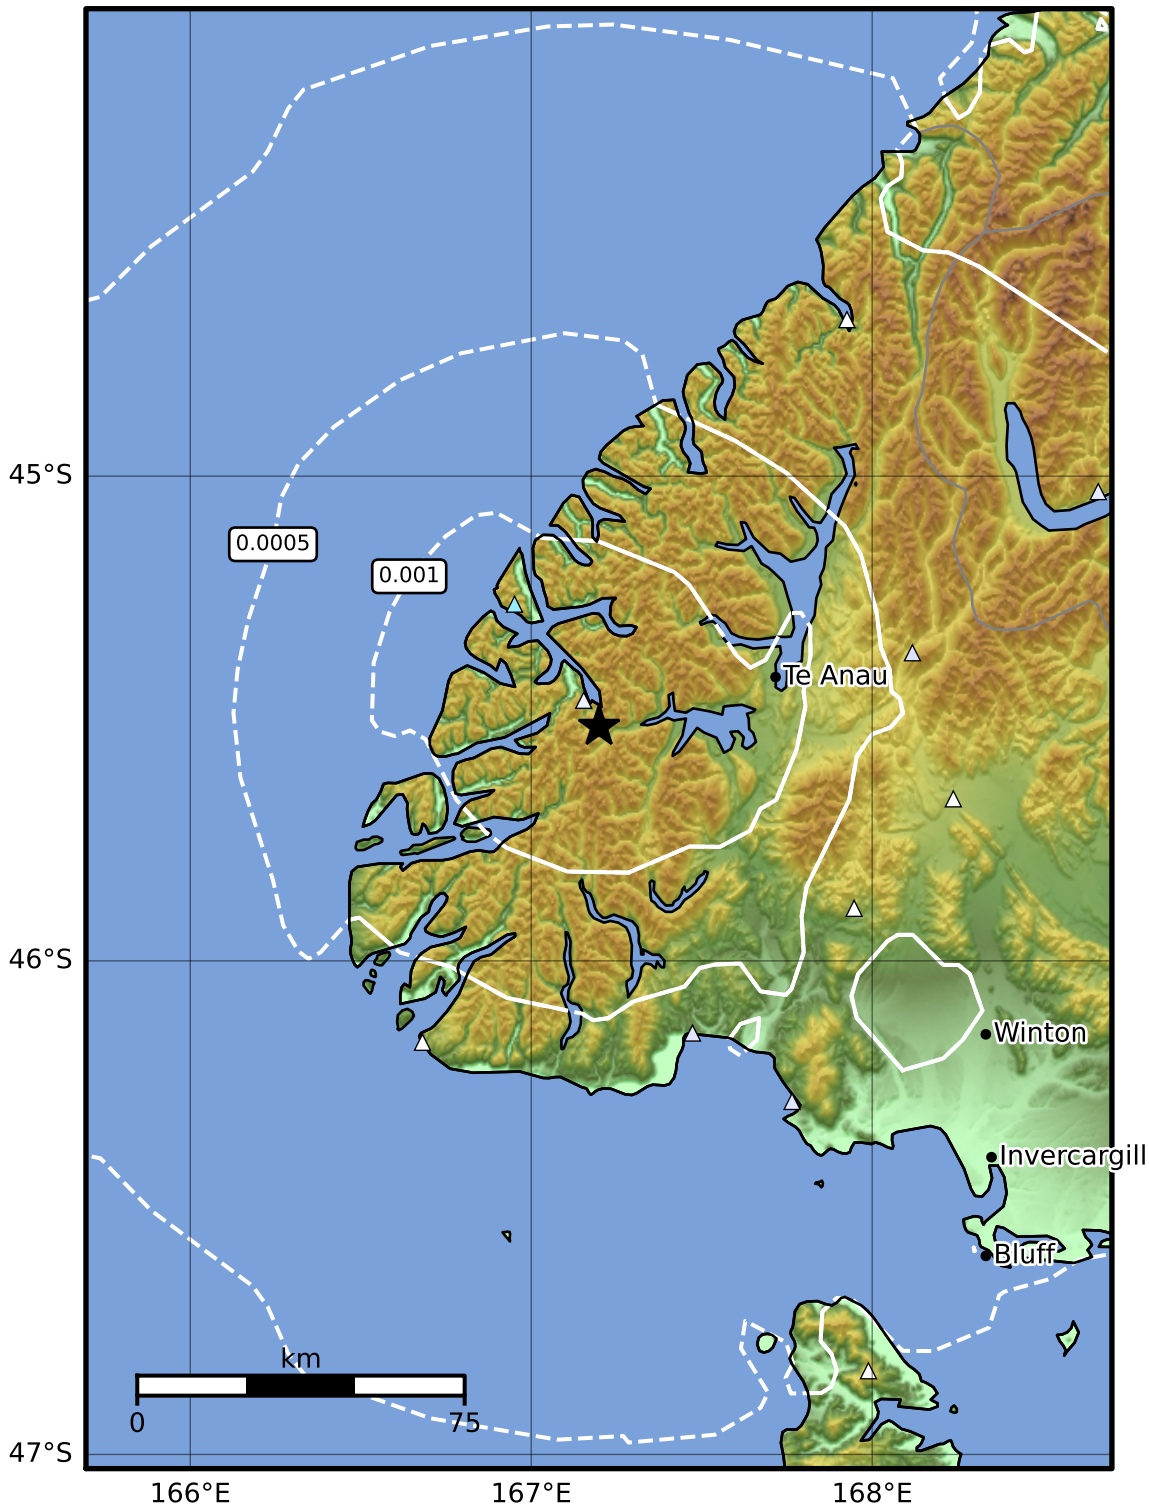 45°S
0.0005
0.001
Te Anau
46°S
Winton
Invercargill
Bluff
km
0 75
47°S
166°E 167°E 168°E